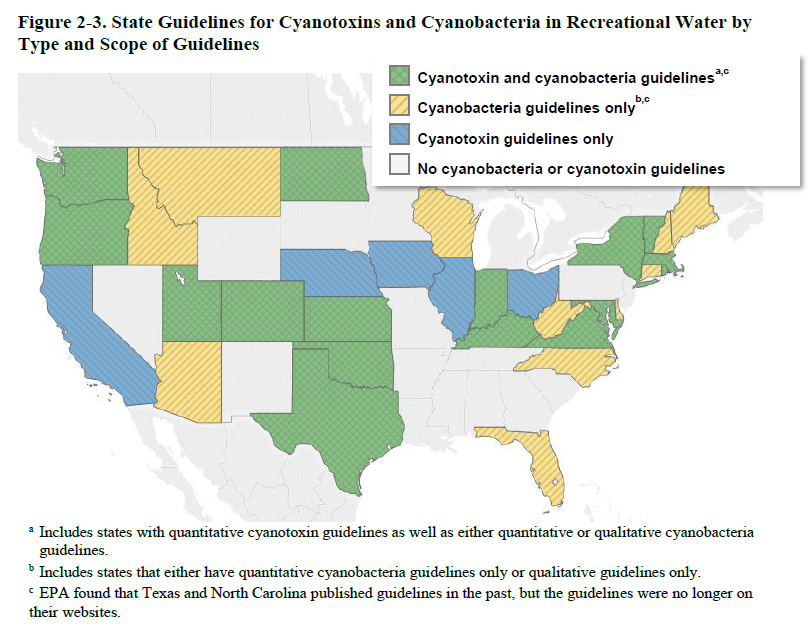 Figure 2-3. State Guidelines for Cyanotoxins and Cyanobacteria in Recreational Water by
Type and Scope of Guidelines
Cyanotoxin and cyanobacteria guidelines a,c
Cyanobacteria guidelines only b,c
Cyanotoxin guidelines only
No cyanobacteria or cyanotoxin guidelines
a Includes states with quantitative cyanotoxin guidelines as well as either quantitative or qualitative cyanobacteria
guidelines.
b Includes states that either have quantitative cyanobacteria guidelines only or qualitative guidelines only.
c EPA found that Texas and North Carolina published guidelines in the past, but the guidelines were no longer on
their websites.